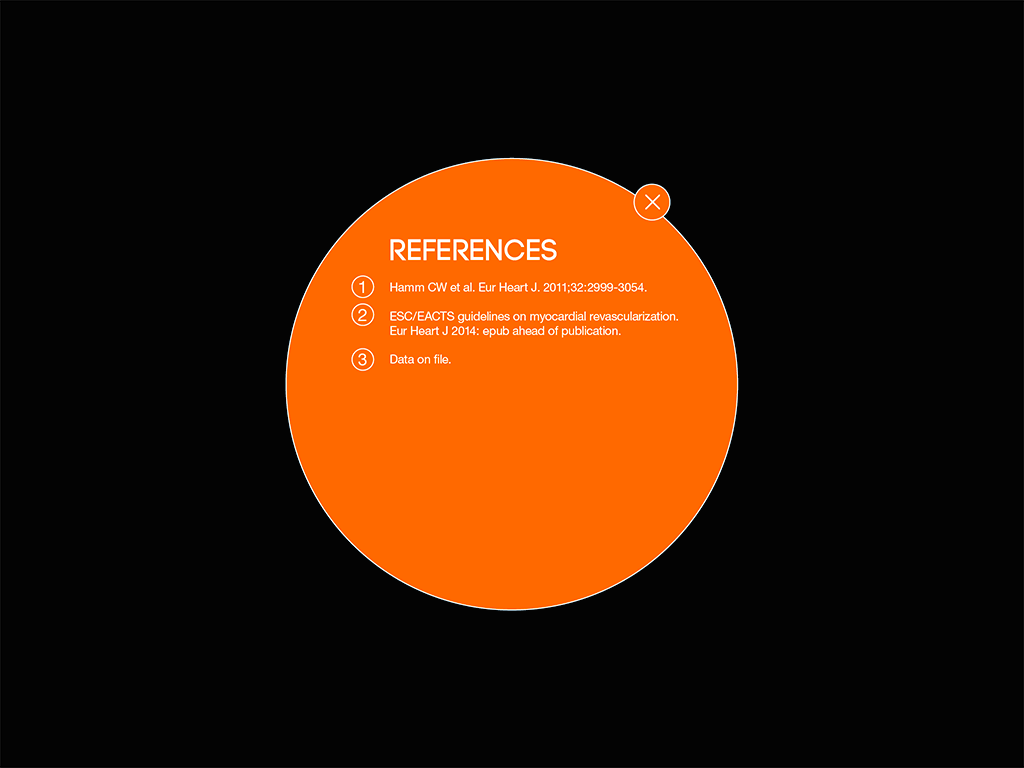 REFERENCES
1 Hamm CW et al. Eur Heart J. 2011;32:2999-3054.
2 ESC/EACTS guidelines on myocardial revascularization.
Eur Heart J 2014: epub ahead of publication.
3 Data on file.